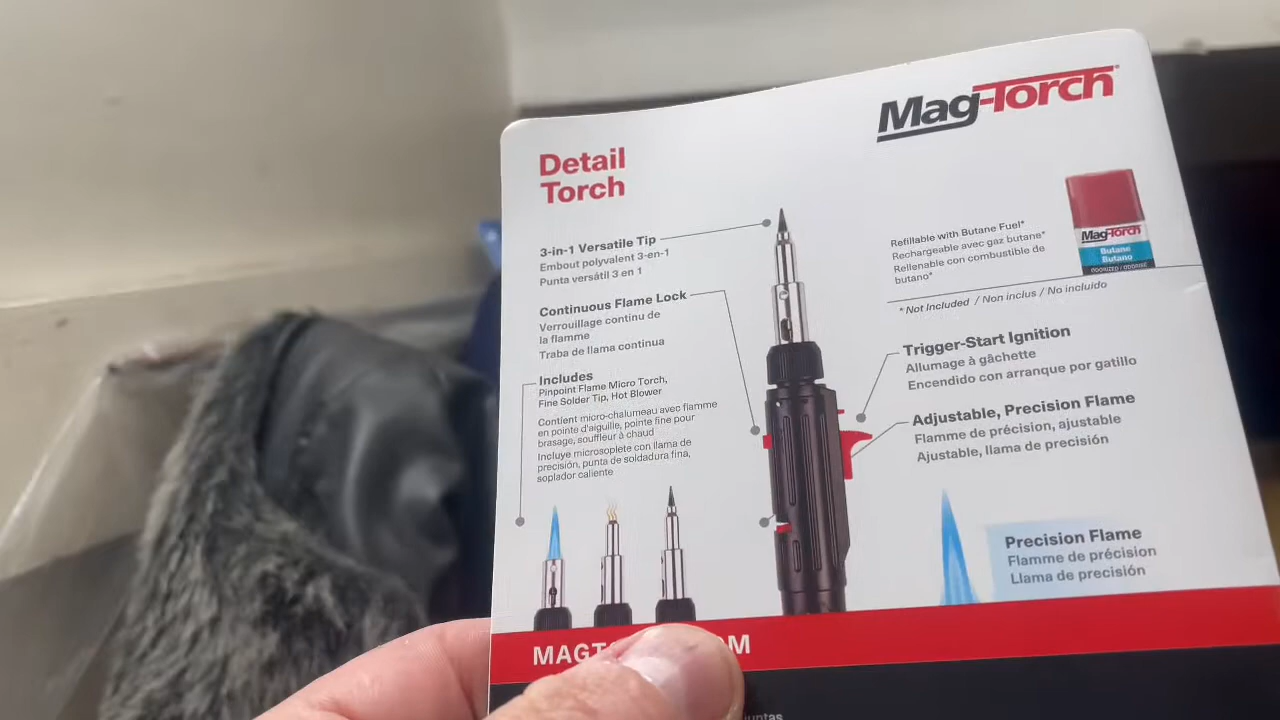 Mag-Torch®
Detail
Torch
3-in-1 Versatile Tip
Embout polyvalent 3-en-1
Punta versátil 3 en 1
Continuous Flame Lock
Verrouillage continu de
la flamme
Traba de llama continua
Includes
Pinpoint Flame Micro Torch,
Fine Solder Tip, Hot Blower
Contient micro-chalumeau avec flamme
en pointe d'aiguille, pointe fine pour
brasage, souffleur à chaud
Incluye microsoplete con llama de
precisión, punta de soldadura fina,
soplador caliente
Refillable with Butane Fuel*
Rechargeable avec gaz butane*
Rellenable con combustible de
butano*
Mag-Torch
Butane
Butano
ODORIZED / ODORISÉ
* Not Included / Non inclus / No incluido
Trigger-Start Ignition
Allumage à gâchette
Encendido con arranque por gatillo
Adjustable, Precision Flame
Flamme de précision, ajustable
Ajustable, llama de precisión
Precision Flame
Flamme de précision
Llama de precisión